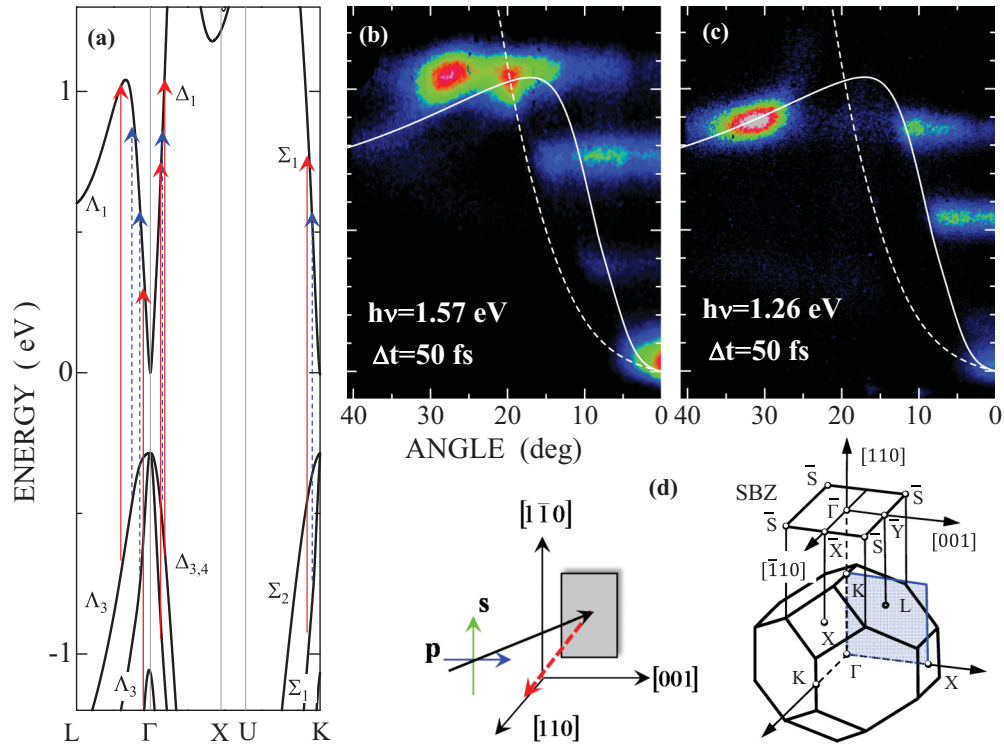 (a)
ENERGY ( eV)
1
0
-1
Λ₁
Δ₁
Σ₁
Λ₃
Δ₃,₄
Σ₂
Λ₃
Σ₁
L Γ X U K
(b)
hν=1.57 eV
Δt=50 fs
40 30 20 10 0
ANGLE (deg)
(c)
hν=1.26 eV
Δt=50 fs
40 30 20 10 0
(d)
[11̅0]
s
p
[001]
[110]
[110]
SBZ
S̅
S̅
Γ̅
S̅
Y̅
[001]
X̅
S̅
[1̅10]
K
L
X
Γ
K
X